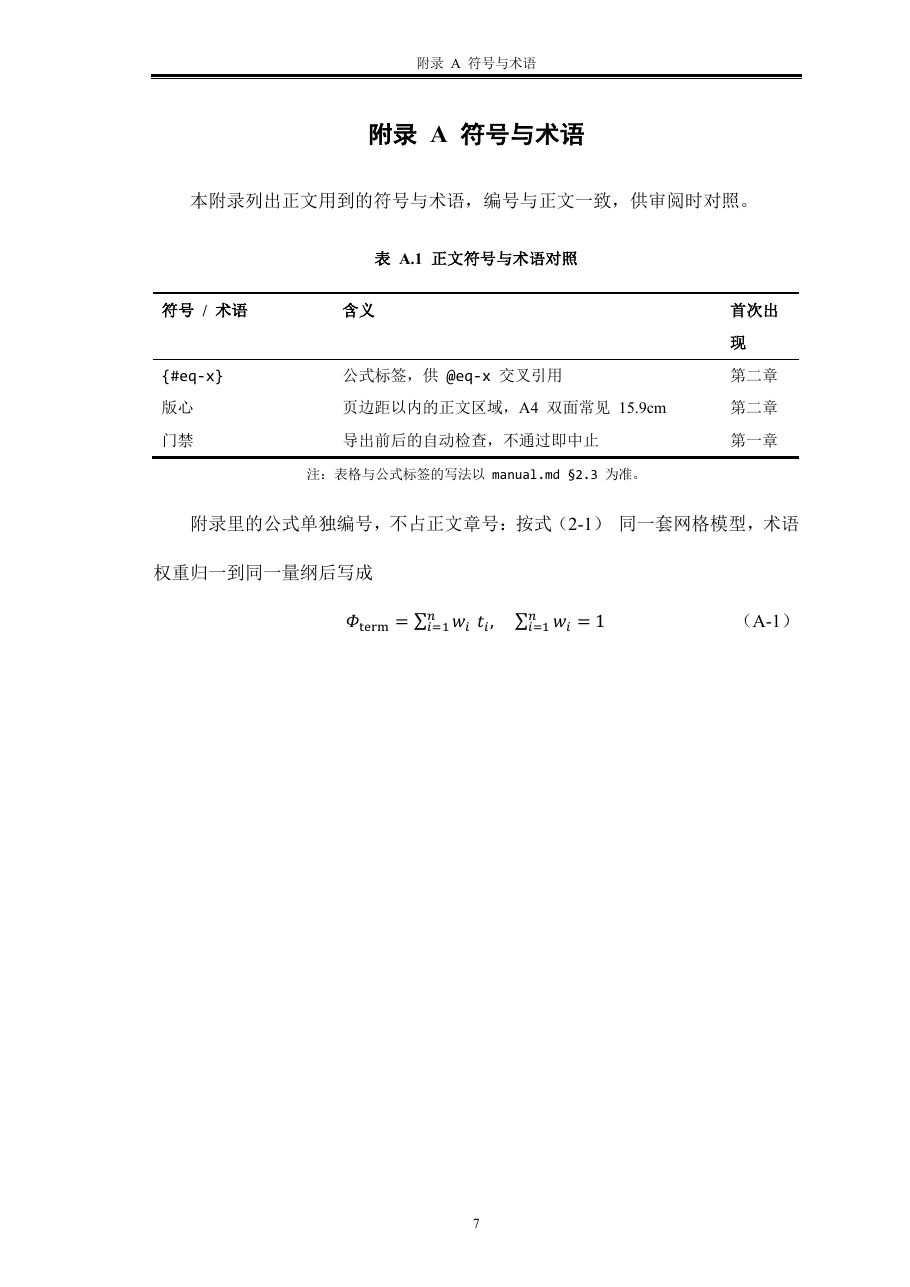 附录 A 符号与术语
附录 A 符号与术语
本附录列出正文用到的符号与术语，编号与正文一致，供审阅时对照。
表 A.1 正文符号与术语对照
符号 / 术语 含义 首次出
现
{#eq-x} 公式标签，供 @eq-x 交叉引用 第二章
版心 页边距以内的正文区域，A4 双面常见 15.9cm 第二章
门禁 导出前后的自动检查，不通过即中止 第一章
注：表格与公式标签的写法以 manual.md §2.3 为准。
附录里的公式单独编号，不占正文章号：按式（2-1） 同一套网格模型，术语
权重归一到同一量纲后写成
Φ_term = ∑_{i=1}^{n} w_i t_i, ∑_{i=1}^{n} w_i = 1 （A-1）
7